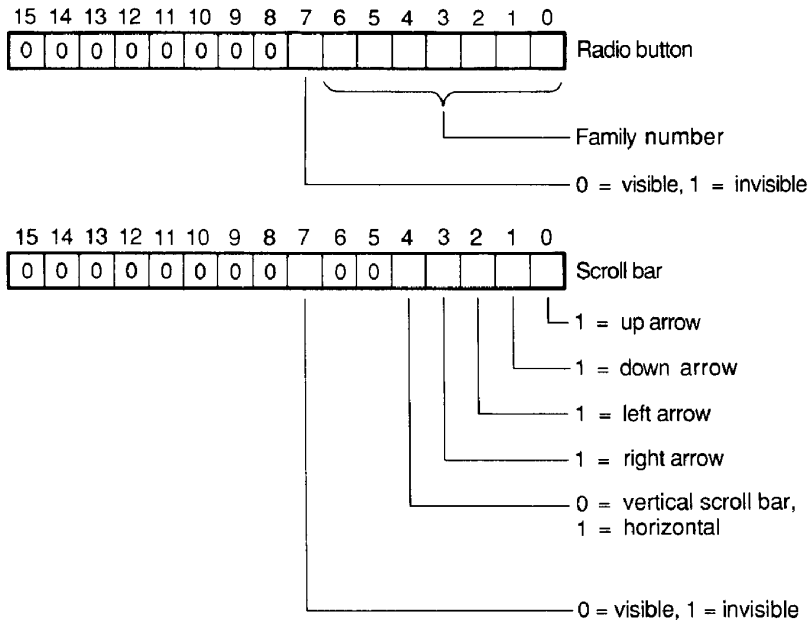 15 14 13 12 11 10 9 8 7 6 5 4 3 2 1 0
0 0 0 0 0 0 0 0 Radio button
Family number
0 = visible, 1 = invisible
15 14 13 12 11 10 9 8 7 6 5 4 3 2 1 0
0 0 0 0 0 0 0 0 0 0 Scroll bar
1 = up arrow
1 = down arrow
1 = left arrow
1 = right arrow
0 = vertical scroll bar,
1 = horizontal
0 = visible, 1 = invisible